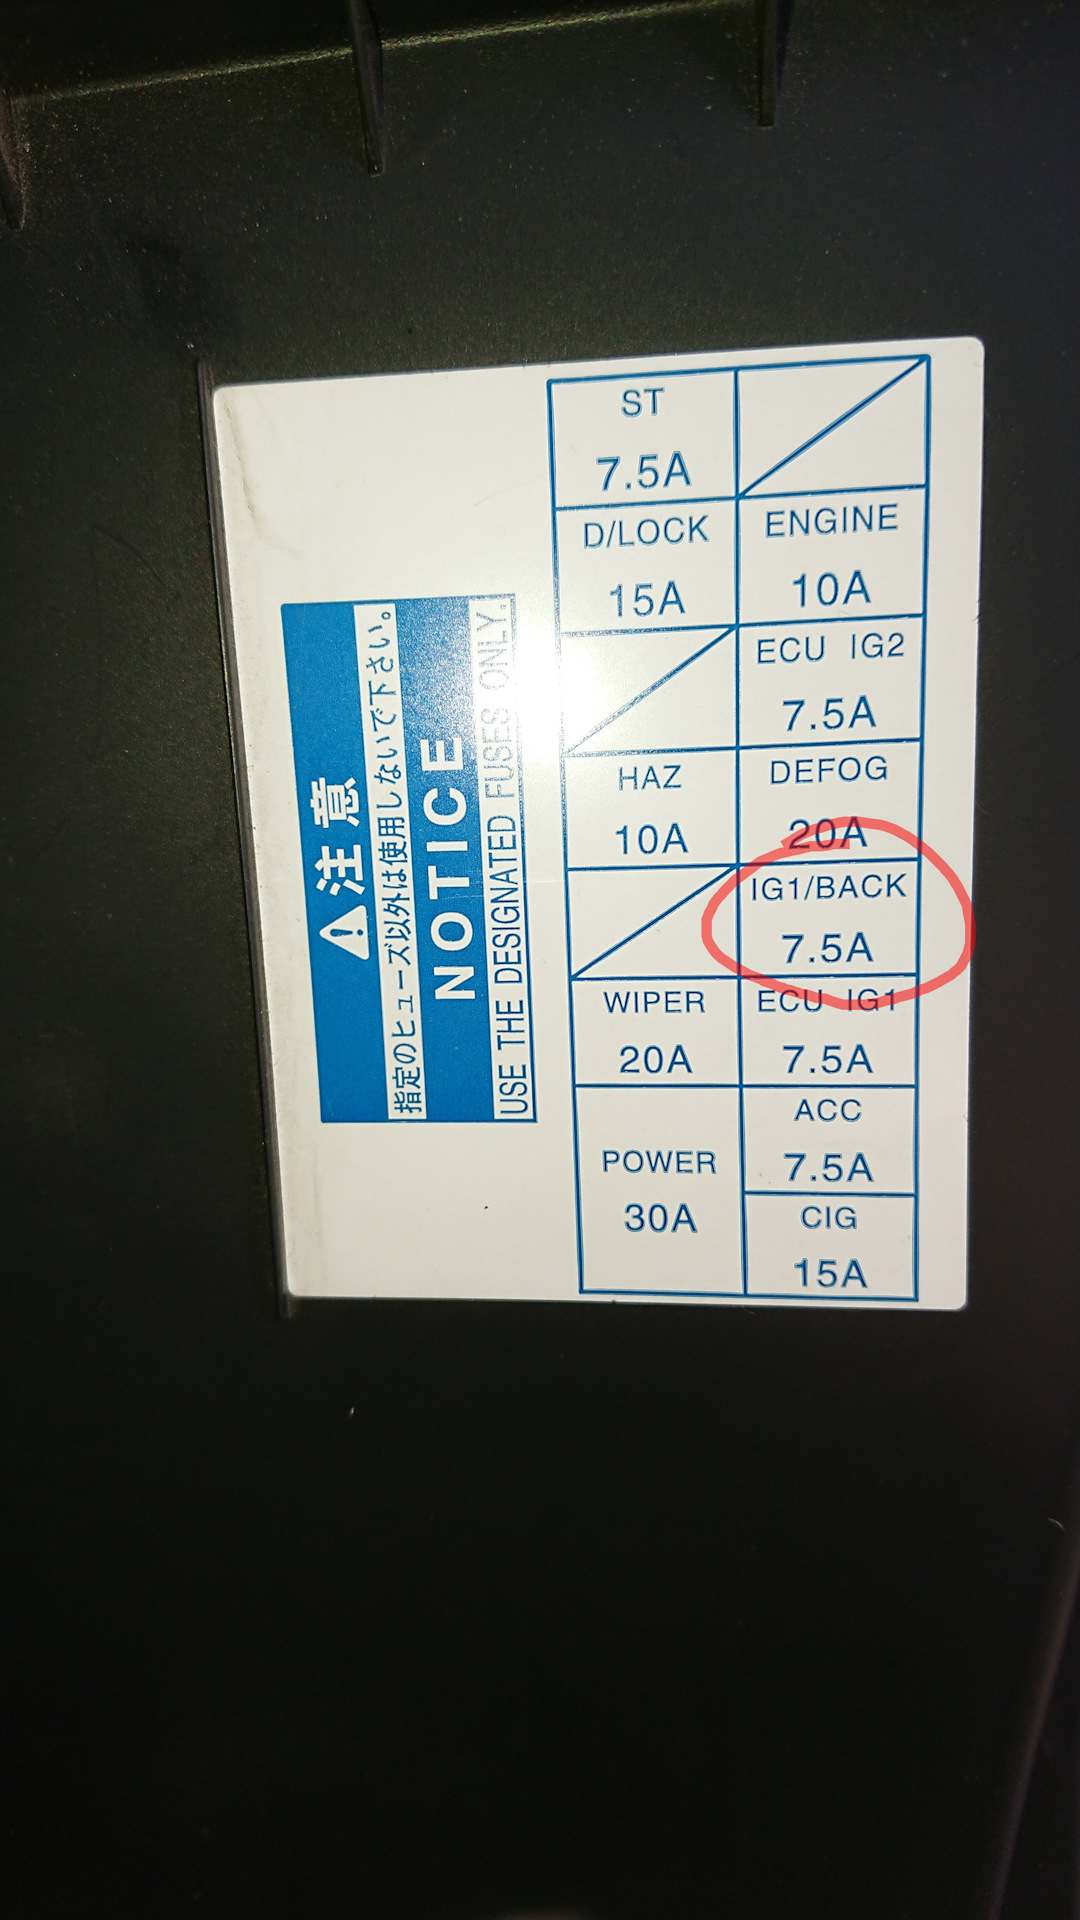 ⚠注意
指定のヒューズ以外は使用しないで下さい。
NOTICE
USE THE DESIGNATED FUSES ONLY.
ST
7.5A
D/LOCK
15A
ENGINE
10A
ECU IG2
7.5A
HAZ
10A
DEFOG
20A
IG1/BACK
7.5A
WIPER
20A
ECU IG1
7.5A
POWER
30A
ACC
7.5A
CIG
15A